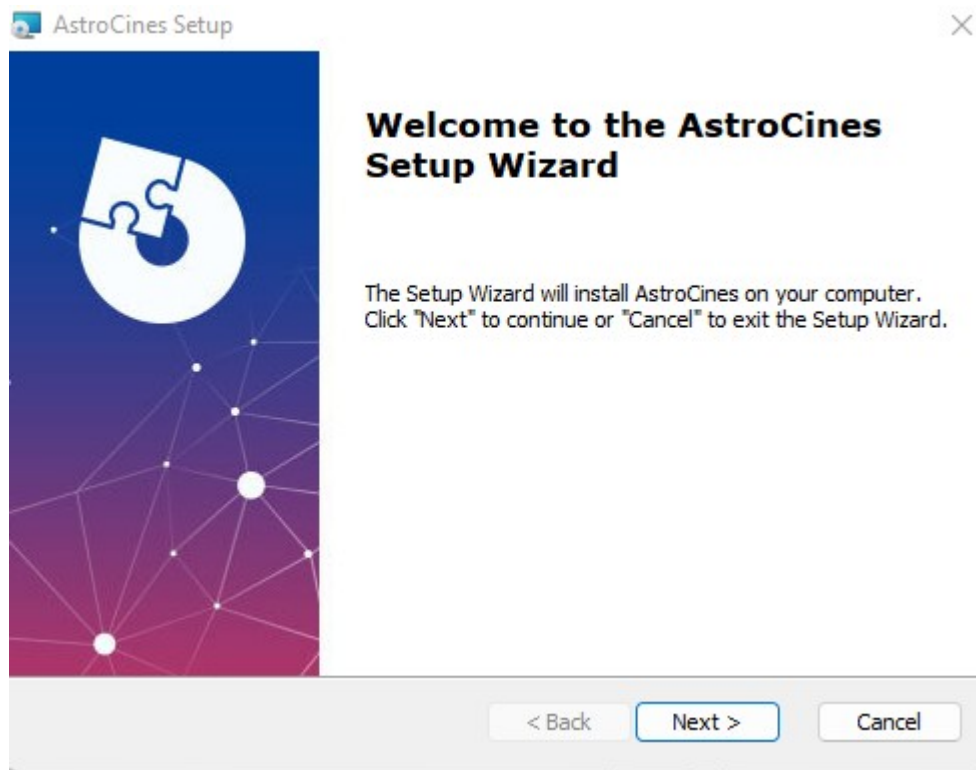 AstroCines Setup
Welcome to the AstroCines
Setup Wizard
The Setup Wizard will install AstroCines on your computer.
Click "Next" to continue or "Cancel" to exit the Setup Wizard.
< Back Next > Cancel